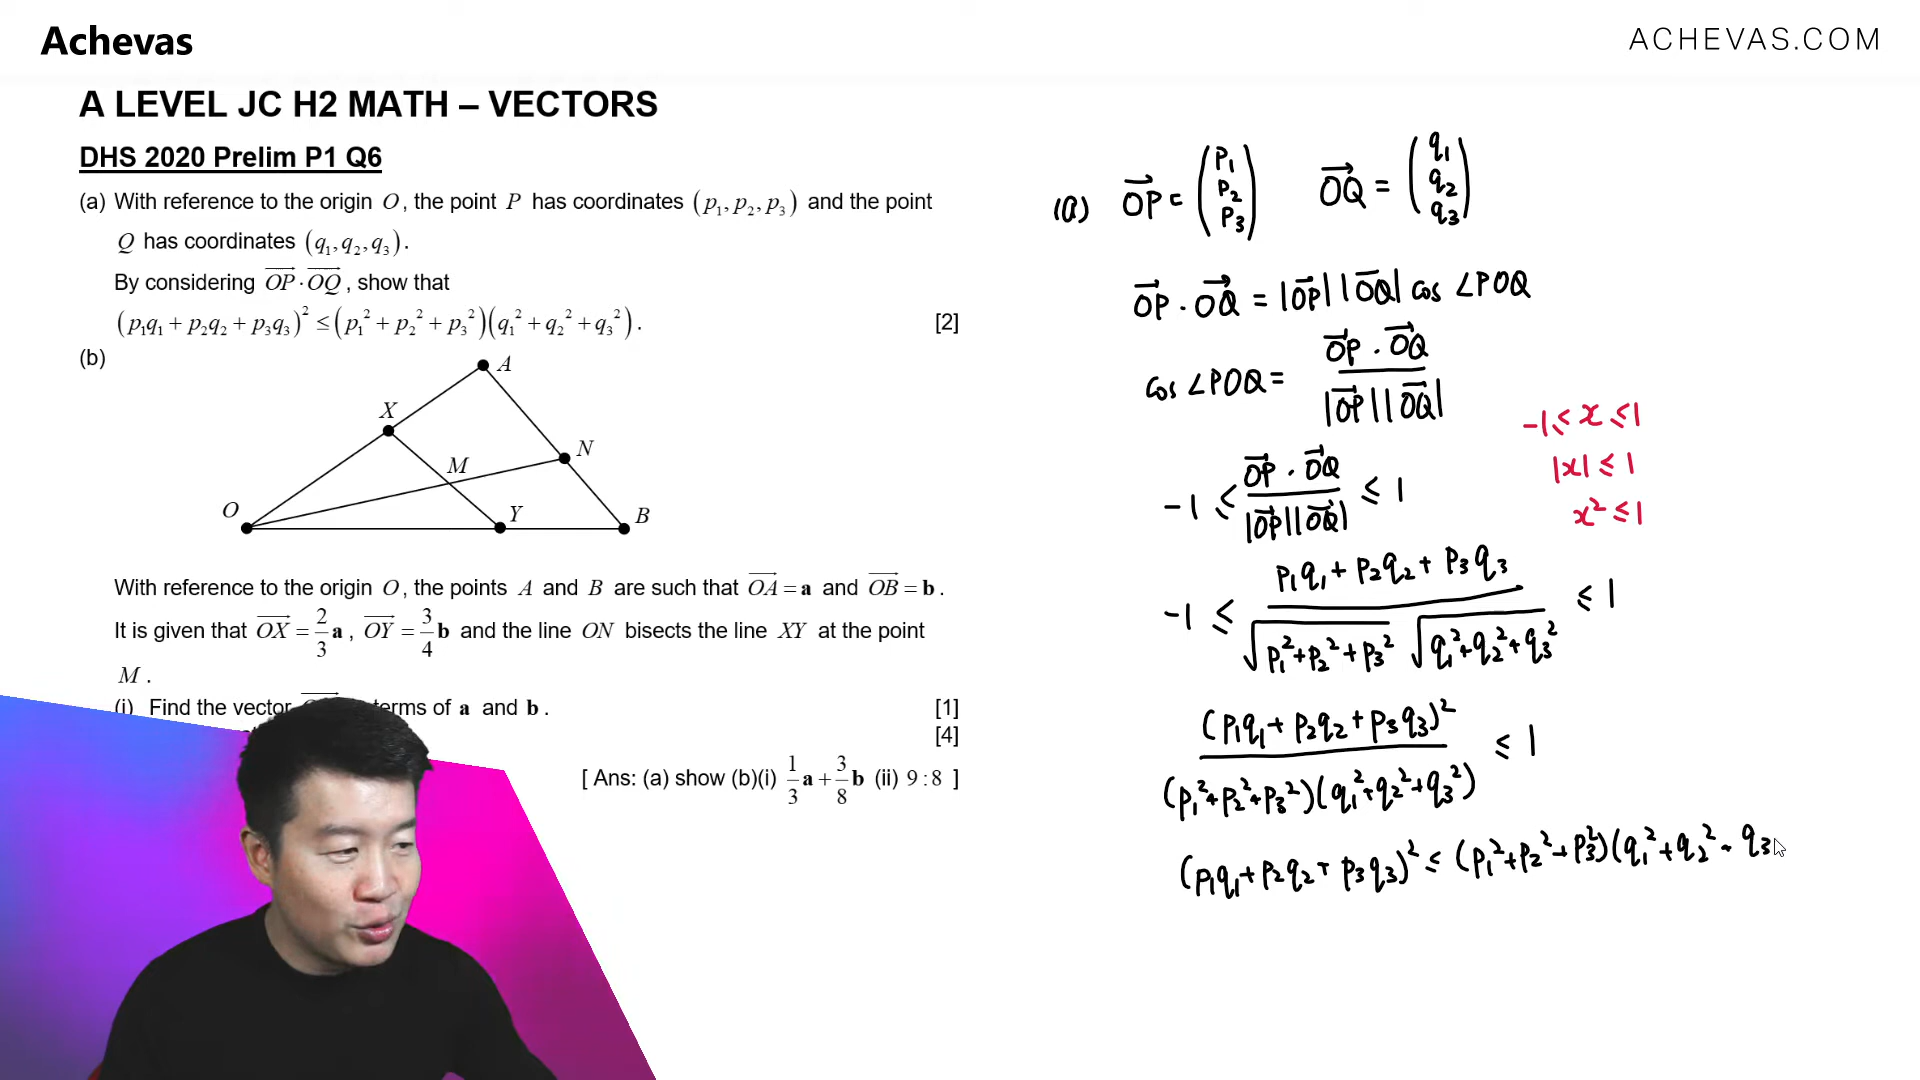 Achevas
ACHEVAS.COM
A LEVEL JC H2 MATH – VECTORS
DHS 2020 Prelim P1 Q6
(a) With reference to the origin O, the point P has coordinates (p₁, p₂, p₃) and the point
Q has coordinates (q₁, q₂, q₃).
By considering OP⃗ · OQ⃗, show that
(p₁q₁ + p₂q₂ + p₃q₃)² ≤ (p₁² + p₂² + p₃²)(q₁² + q₂² + q₃²). [2]
(b)
A
X
N
M
O
Y
B
With reference to the origin O, the points A and B are such that OA⃗ = a and OB⃗ = b.
It is given that OX⃗ = 2/3 a, OY⃗ = 3/4 b and the line ON bisects the line XY at the point
M.
(i) Find the vector terms of a and b. [1]
[4]
[ Ans: (a) show (b)(i) 1/3 a + 3/8 b (ii) 9:8 ]
(a) OP⃗ = (p₁ p₂ p₃) OQ⃗ = (q₁ q₂ q₃)
OP⃗ · OQ⃗ = |OP⃗||OQ⃗| cos ∠POQ
cos ∠POQ = OP⃗ · OQ⃗ / |OP⃗||OQ⃗|
-1 ≤ x ≤ 1
|x| ≤ 1
x² ≤ 1
-1 ≤ OP⃗ · OQ⃗ / |OP⃗||OQ⃗| ≤ 1
-1 ≤ p₁q₁ + p₂q₂ + p₃q₃ / √(p₁² + p₂² + p₃²) √(q₁² + q₂² + q₃²) ≤ 1
(p₁q₁ + p₂q₂ + p₃q₃)² / (p₁² + p₂² + p₃²)(q₁² + q₂² + q₃²) ≤ 1
(p₁q₁ + p₂q₂ + p₃q₃)² ≤ (p₁² + p₂² + p₃²)(q₁² + q₂² - q₃